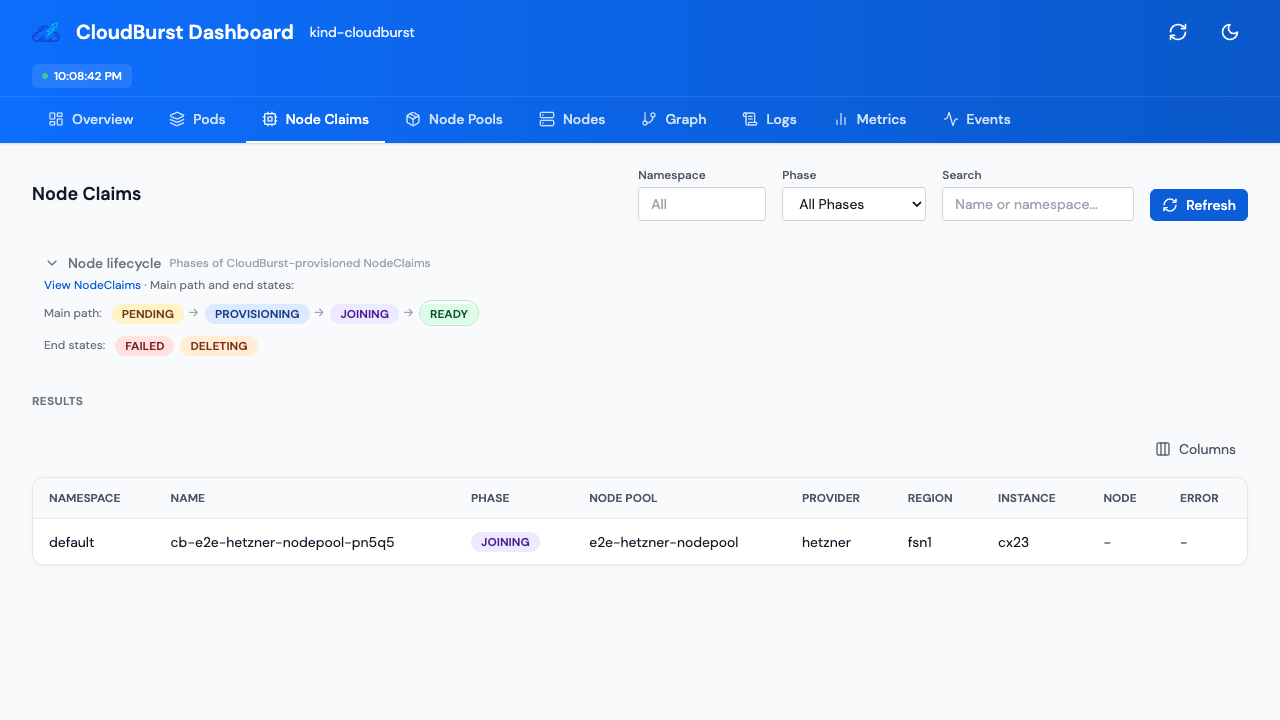 CloudBurst Dashboard kind-cloudburst
10:08:42 PM
Overview Pods Node Claims Node Pools Nodes Graph Logs Metrics Events
Node Claims
Namespace Phase Search
All All Phases Name or namespace... Refresh
Node lifecycle Phases of CloudBurst-provisioned NodeClaims
View NodeClaims · Main path and end states:
Main path: PENDING → PROVISIONING → JOINING → READY
End states: FAILED DELETING
RESULTS
Columns
NAMESPACE NAME PHASE NODE POOL PROVIDER REGION INSTANCE NODE ERROR
default cb-e2e-hetzner-nodepool-pn5q5 JOINING e2e-hetzner-nodepool hetzner fsn1 cx23 - -